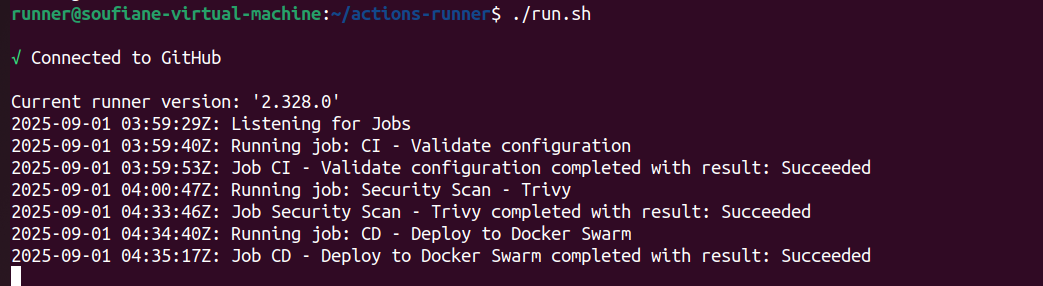 runner@soufiane-virtual-machine:~/actions-runner$ ./run.sh
√ Connected to GitHub
Current runner version: '2.328.0'
2025-09-01 03:59:29Z: Listening for Jobs
2025-09-01 03:59:40Z: Running job: CI - Validate configuration
2025-09-01 03:59:53Z: Job CI - Validate configuration completed with result: Succeeded
2025-09-01 04:00:47Z: Running job: Security Scan - Trivy
2025-09-01 04:33:46Z: Job Security Scan - Trivy completed with result: Succeeded
2025-09-01 04:34:40Z: Running job: CD - Deploy to Docker Swarm
2025-09-01 04:35:17Z: Job CD - Deploy to Docker Swarm completed with result: Succeeded